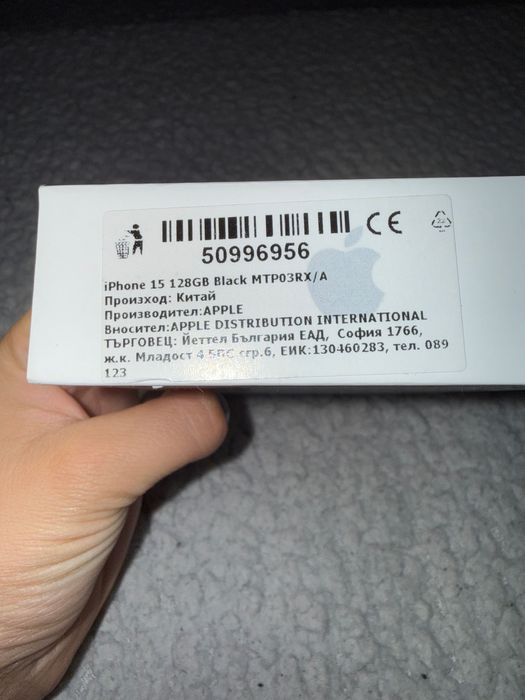 50996956
iPhone 15 128GB Black MTP03RX/A
Произход: Китай
Производител:APPLE
Вносител:APPLE DISTRIBUTION INTERNATIONAL
ТЪРГОВЕЦ: Йеттел България ЕАД, София 1766,
ж.к. Младост 4,БПС сгр.6, ЕИК:130460283, тел. 089
123